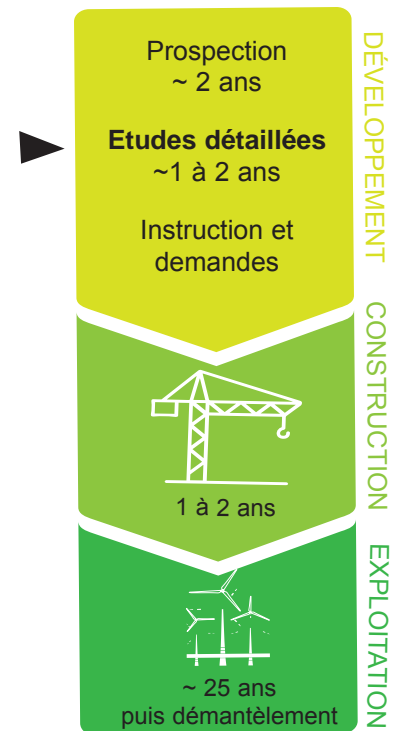 Prospection
~ 2 ans
Etudes détaillées
~1 à 2 ans
Instruction et
demandes
DÉVELOPPEMENT
1 à 2 ans
CONSTRUCTION
~ 25 ans
puis démantèlement
EXPLOITATION